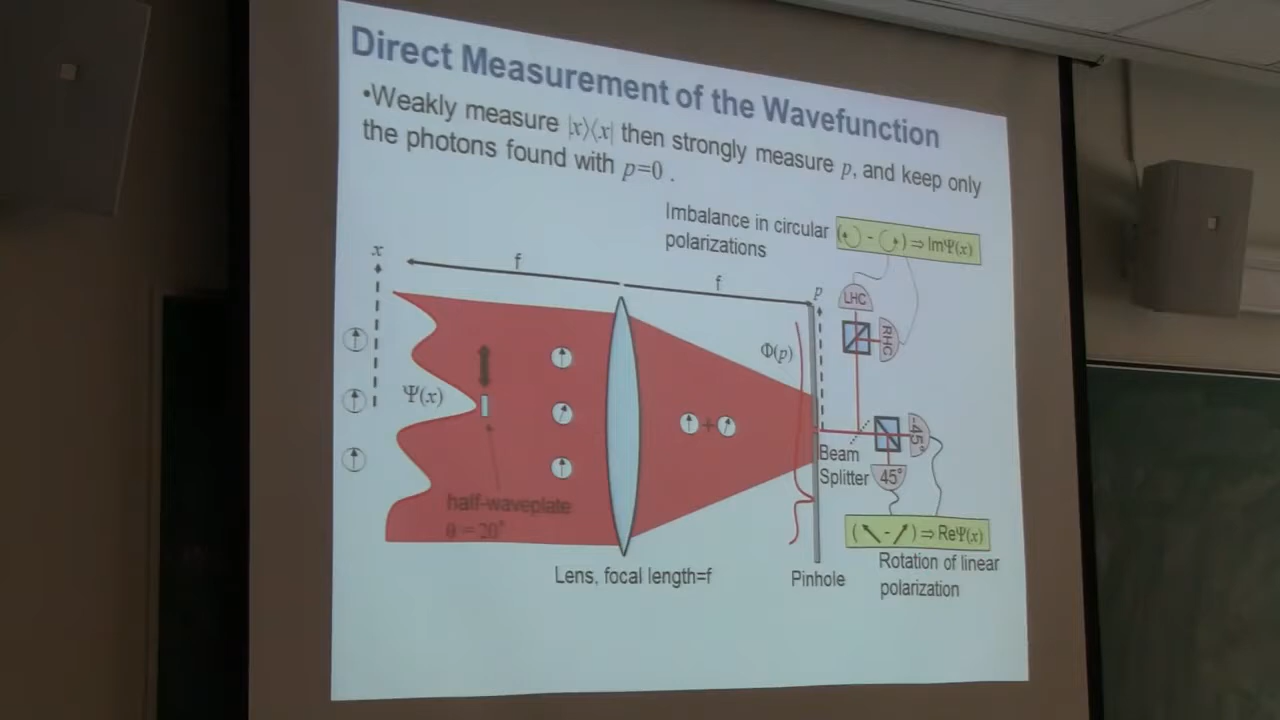 Direct Measurement of the Wavefunction
•Weakly measure |x⟩⟨x| then strongly measure p, and keep only
the photons found with p=0 .
Imbalance in circular
polarizations
( - ) ⇒ ImΨ(x)
x
f
f
p
LHC
RHC
Φ(p)
Ψ(x)
+
-45°
Beam
Splitter
45°
half-waveplate
θ = 20°
( - ) ⇒ ReΨ(x)
Lens, focal length=f
Pinhole
Rotation of linear
polarization